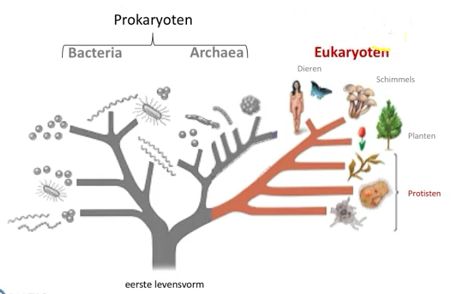 Prokaryoten
Bacteria
Archaea
Eukaryoten
Dieren
Schimmels
Planten
Protisten
eerste levensvorm